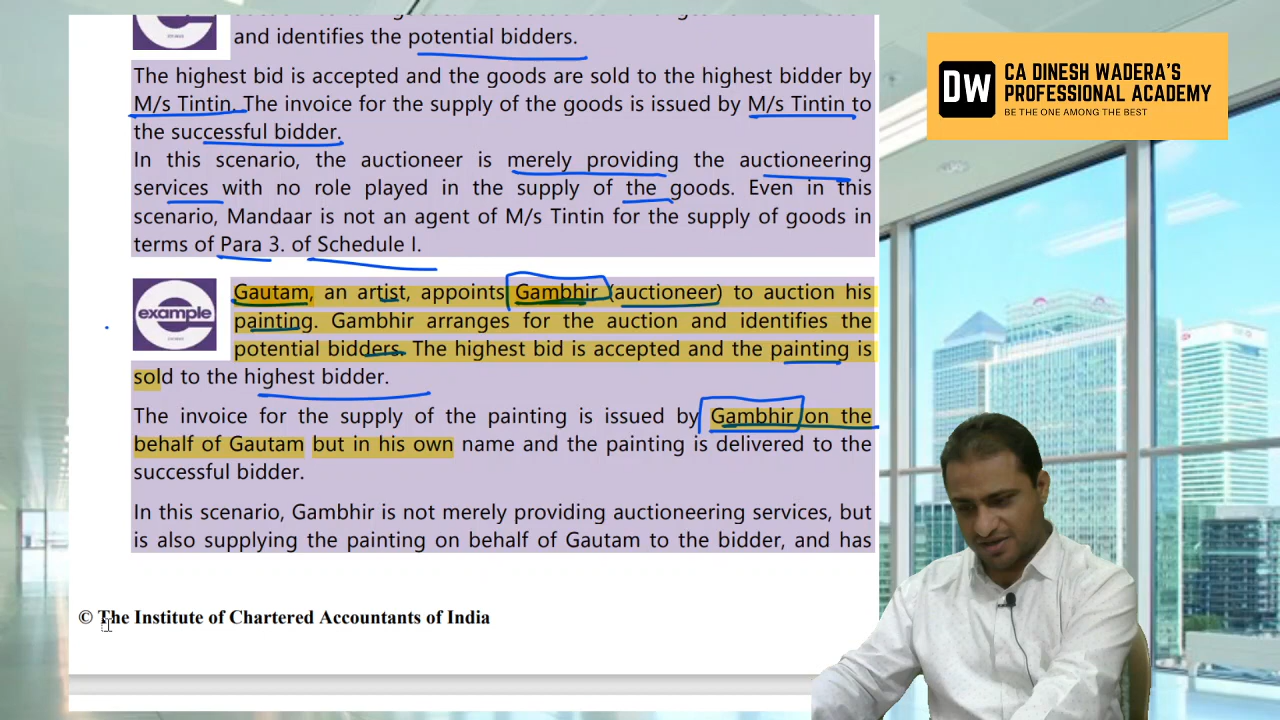 and identifies the potential bidders.
The highest bid is accepted and the goods are sold to the highest bidder by
M/s Tintin. The invoice for the supply of the goods is issued by M/s Tintin to
the successful bidder.
In this scenario, the auctioneer is merely providing the auctioneering
services with no role played in the supply of the goods. Even in this
scenario, Mandaar is not an agent of M/s Tintin for the supply of goods in
terms of Para 3. of Schedule I.
example
Gautam, an artist, appoints Gambhir (auctioneer) to auction his
painting. Gambhir arranges for the auction and identifies the
potential bidders. The highest bid is accepted and the painting is
sold to the highest bidder.
The invoice for the supply of the painting is issued by Gambhir on the
behalf of Gautam but in his own name and the painting is delivered to the
successful bidder.
In this scenario, Gambhir is not merely providing auctioneering services, but
is also supplying the painting on behalf of Gautam to the bidder, and has
© The Institute of Chartered Accountants of India
DW
CA DINESH WADERA'S
PROFESSIONAL ACADEMY
BE THE ONE AMONG THE BEST